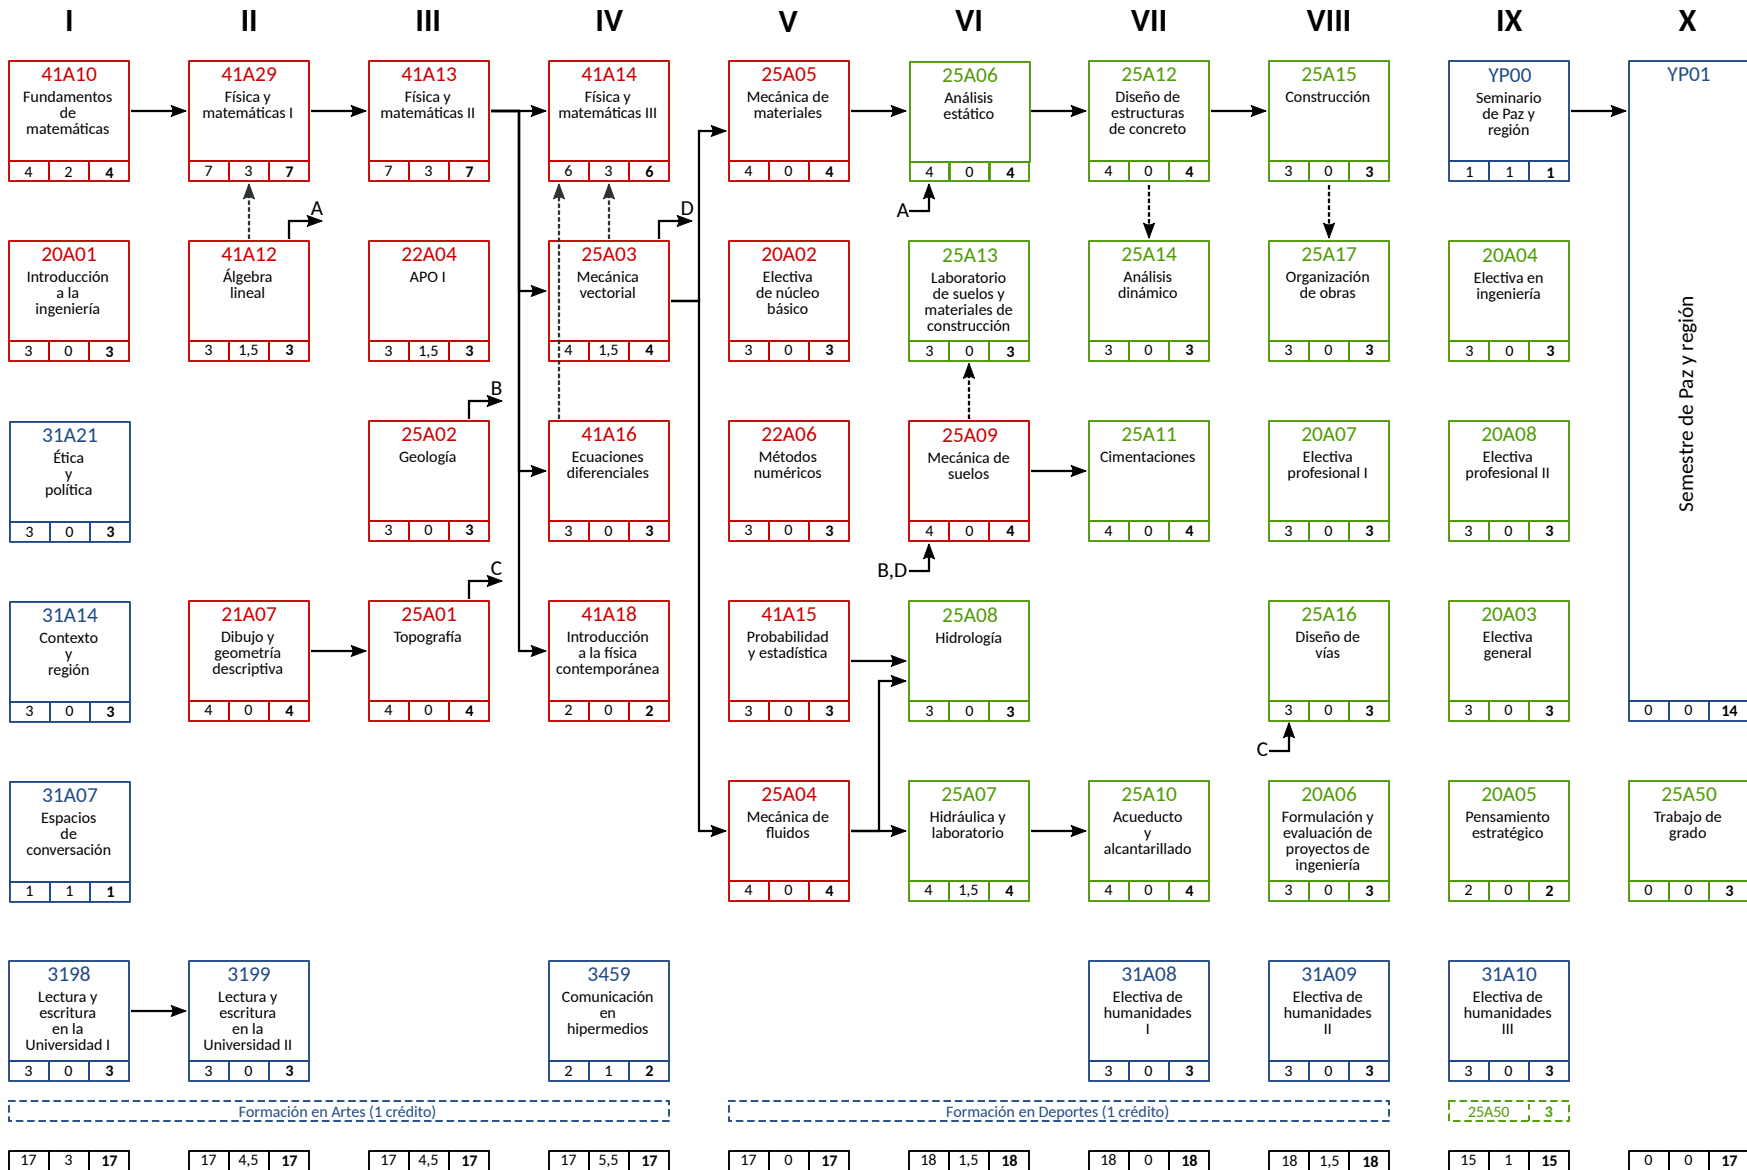 I II III IV V VI VII VIII IX X
41A10
Fundamentos
de
matemáticas
4 2 4
41A29
Física y
matemáticas I
7 3 7
41A13
Física y
matemáticas II
7 3 7
41A14
Física y
matemáticas III
6 3 6
25A05
Mecánica de
materiales
4 0 4
25A06
Análisis
estático
4 0 4
25A12
Diseño de
estructuras
de concreto
4 0 4
25A15
Construcción
3 0 3
YP00
Seminario
de Paz y
región
1 1 1
YP01
Semestre de Paz y región
0 0 14
A
D
A
20A01
Introducción
a la
ingeniería
3 0 3
41A12
Álgebra
lineal
3 1,5 3
22A04
APO I
3 1,5 3
25A03
Mecánica
vectorial
4 1,5 4
20A02
Electiva
de núcleo
básico
3 0 3
25A13
Laboratorio
de suelos y
materiales de
construcción
3 0 3
25A14
Análisis
dinámico
3 0 3
25A17
Organización
de obras
3 0 3
20A04
Electiva en
ingeniería
3 0 3
B
31A21
Ética
y
política
3 0 3
25A02
Geología
3 0 3
41A16
Ecuaciones
diferenciales
3 0 3
22A06
Métodos
numéricos
3 0 3
25A09
Mecánica de
suelos
4 0 4
25A11
Cimentaciones
4 0 4
20A07
Electiva
profesional I
3 0 3
20A08
Electiva
profesional II
3 0 3
C
B,D
31A14
Contexto
y
región
3 0 3
21A07
Dibujo y
geometría
descriptiva
4 0 4
25A01
Topografía
4 0 4
41A18
Introducción
a la física
contemporánea
2 0 2
41A15
Probabilidad
y estadística
3 0 3
25A08
Hidrología
3 0 3
25A16
Diseño de
vías
3 0 3
20A03
Electiva
general
3 0 3
C
31A07
Espacios
de
conversación
1 1 1
25A04
Mecánica de
fluidos
4 0 4
25A07
Hidráulica y
laboratorio
4 1,5 4
25A10
Acueducto
y
alcantarillado
4 0 4
20A06
Formulación y
evaluación de
proyectos de
ingeniería
3 0 3
20A05
Pensamiento
estratégico
2 0 2
25A50
Trabajo de
grado
0 0 3
3198
Lectura y
escritura
en la
Universidad I
3 0 3
3199
Lectura y
escritura
en la
Universidad II
3 0 3
3459
Comunicación
en
hipermedios
2 1 2
31A08
Electiva de
humanidades
I
3 0 3
31A09
Electiva de
humanidades
II
3 0 3
31A10
Electiva de
humanidades
III
3 0 3
Formación en Artes (1 crédito)
Formación en Deportes (1 crédito)
25A50 3
17 3 17
17 4,5 17
17 4,5 17
17 5,5 17
17 0 17
18 1,5 18
18 0 18
18 1,5 18
15 1 15
0 0 17